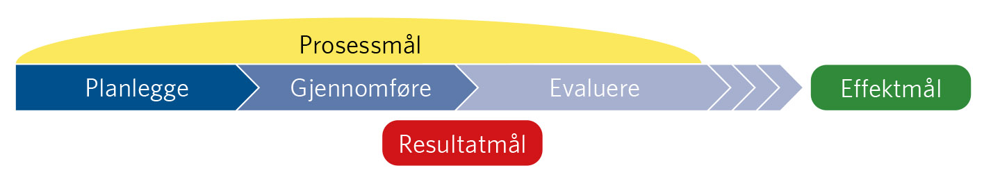 Prosessmål
Planlegge Gjennomføre Evaluere Effektmål
Resultatmål